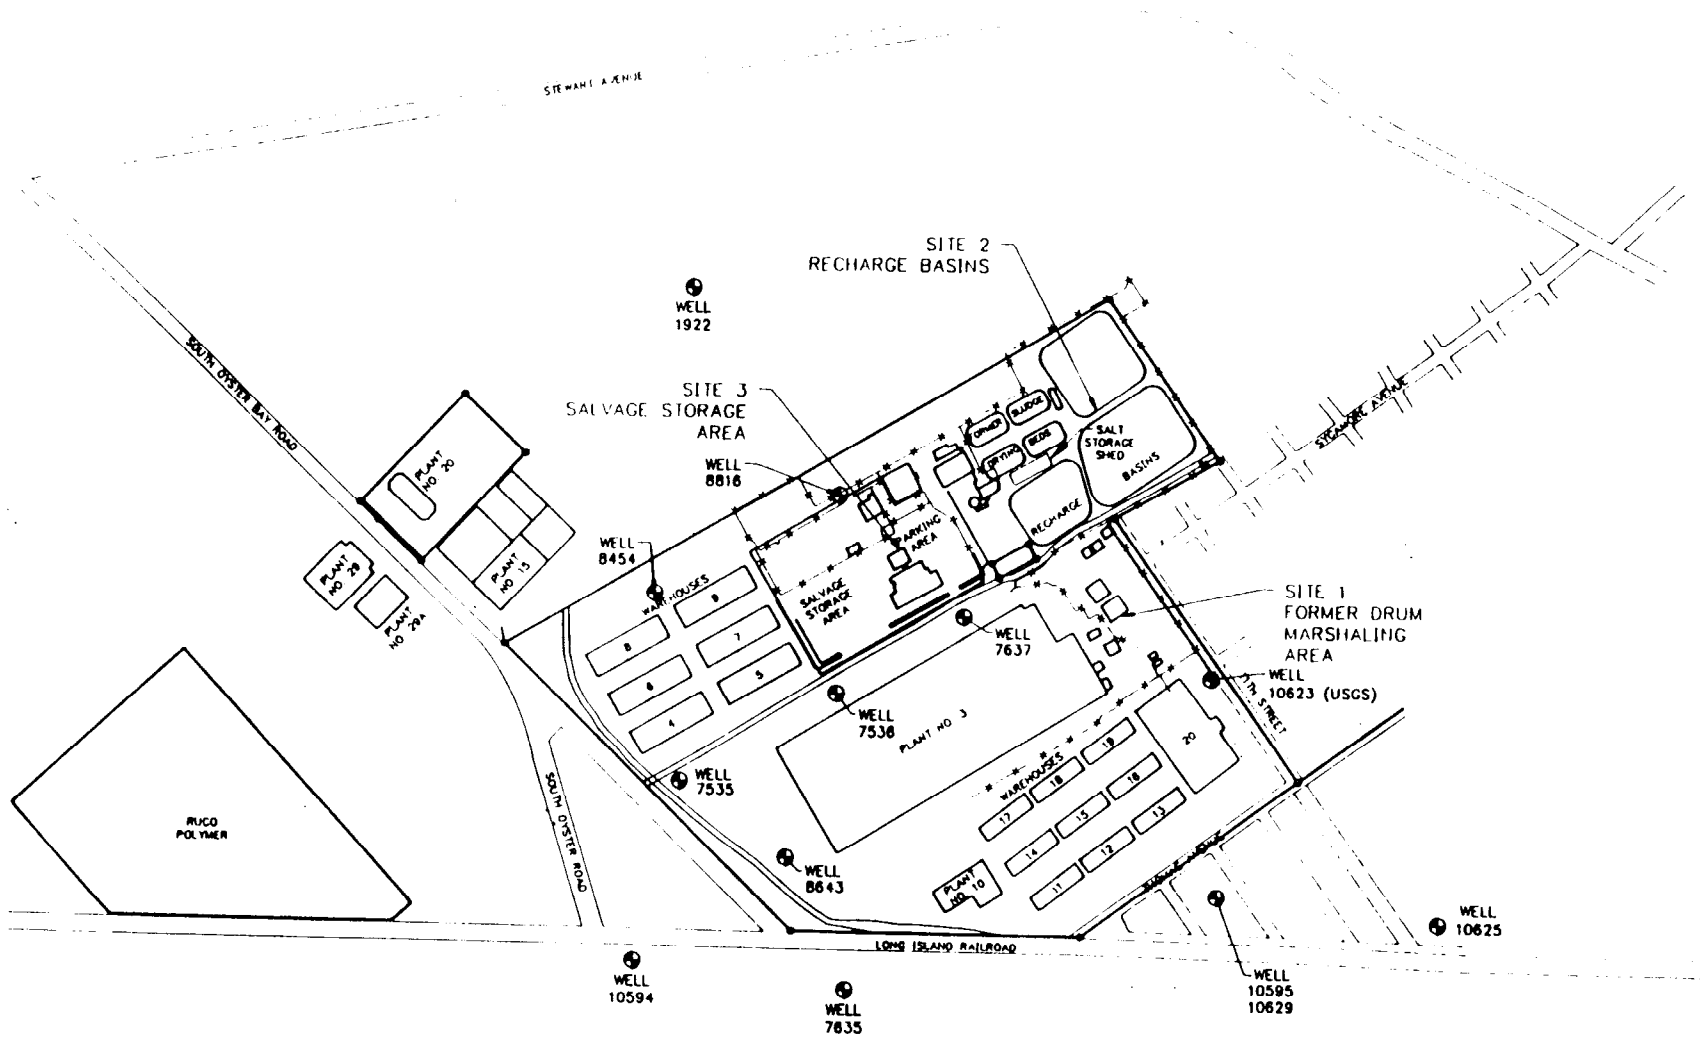 STEWART AVENUE
SITE 2
RECHARGE BASINS
WELL
1922
SOUTH OYSTER BAY ROAD
SITE 3
SALVAGE STORAGE
AREA
SYCAMORE AVENUE
SLUDGE
DRYING
BEDS
SALT
STORAGE
SHED
RECHARGE
BASINS
PLANT
NO 20
WELL
8816
PARKING
AREA
WELL
8454
PLANT
NO 15
PLANT
NO 29
PLANT
NO 29A
WAREHOUSES
9
8
7
6
5
4
SALVAGE
STORAGE
AREA
SITE 1
FORMER DRUM
MARSHALING
AREA
WELL
7637
WELL
10623 (USGS)
11TH STREET
WELL
7536
PLANT NO 3
WELL
7535
WAREHOUSES
20
19
18
17
16
15
14
13
12
11
RUCO
POLYMER
SOUTH OYSTER ROAD
WELL
8643
PLANT
NO 10
AVENUE
LONG ISLAND RAILROAD
WELL
10625
WELL
10594
WELL
7635
WELL
10595
10629